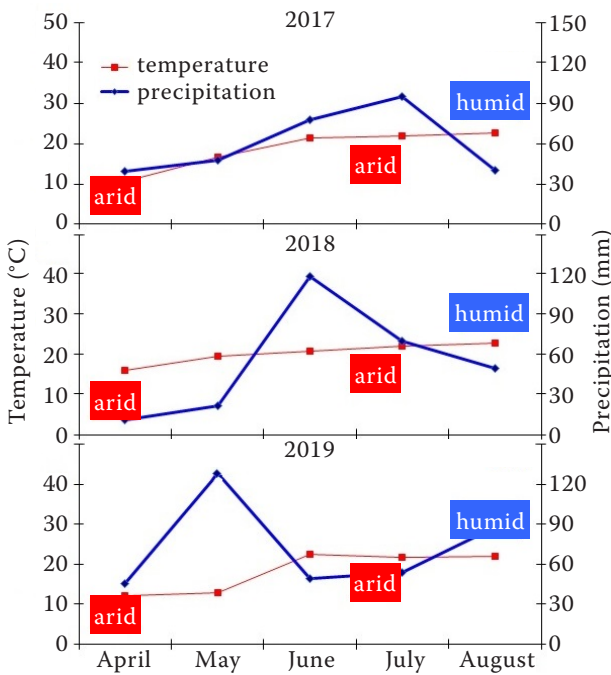 2017
50
40
30
20
10
0
150
120
90
60
30
0
temperature
precipitation
humid
arid
arid
2018
40
30
20
10
0
120
90
60
30
0
humid
arid
arid
2019
40
30
20
10
0
120
90
60
30
0
humid
arid
arid
Temperature (°C)
Precipitation (mm)
April May June July August